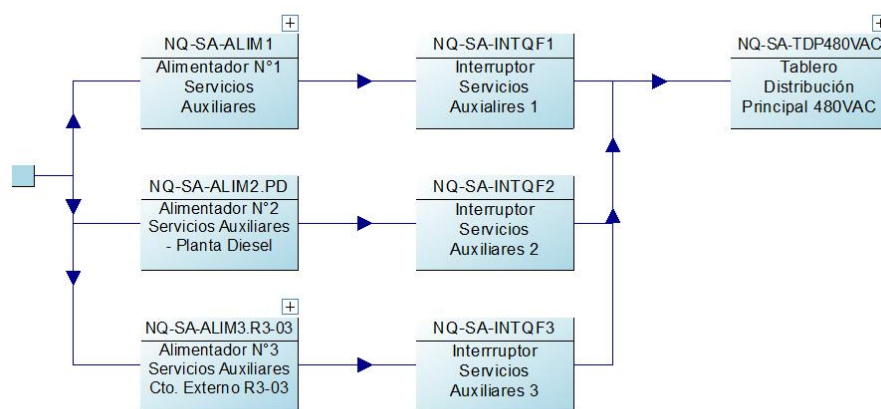 NQ-SA-ALIM1
Alimentador N°1
Servicios
Auxiliares
NQ-SA-INTQF1
Interruptor
Servicios
Auxialires 1
NQ-SA-TDP480VAC
Tablero
Distribución
Principal 480VAC
NQ-SA-ALIM2.PD
Alimentador N°2
Servicios Auxiliares
- Planta Diesel
NQ-SA-INTQF2
Interruptor
Servicios
Auxiliares 2
NQ-SA-ALIM3.R3-03
Alimentador N°3
Servicios Auxiliares
Cto. Externo R3-03
NQ-SA-INTQF3
Interrruptor
Servicios
Auxiliares 3